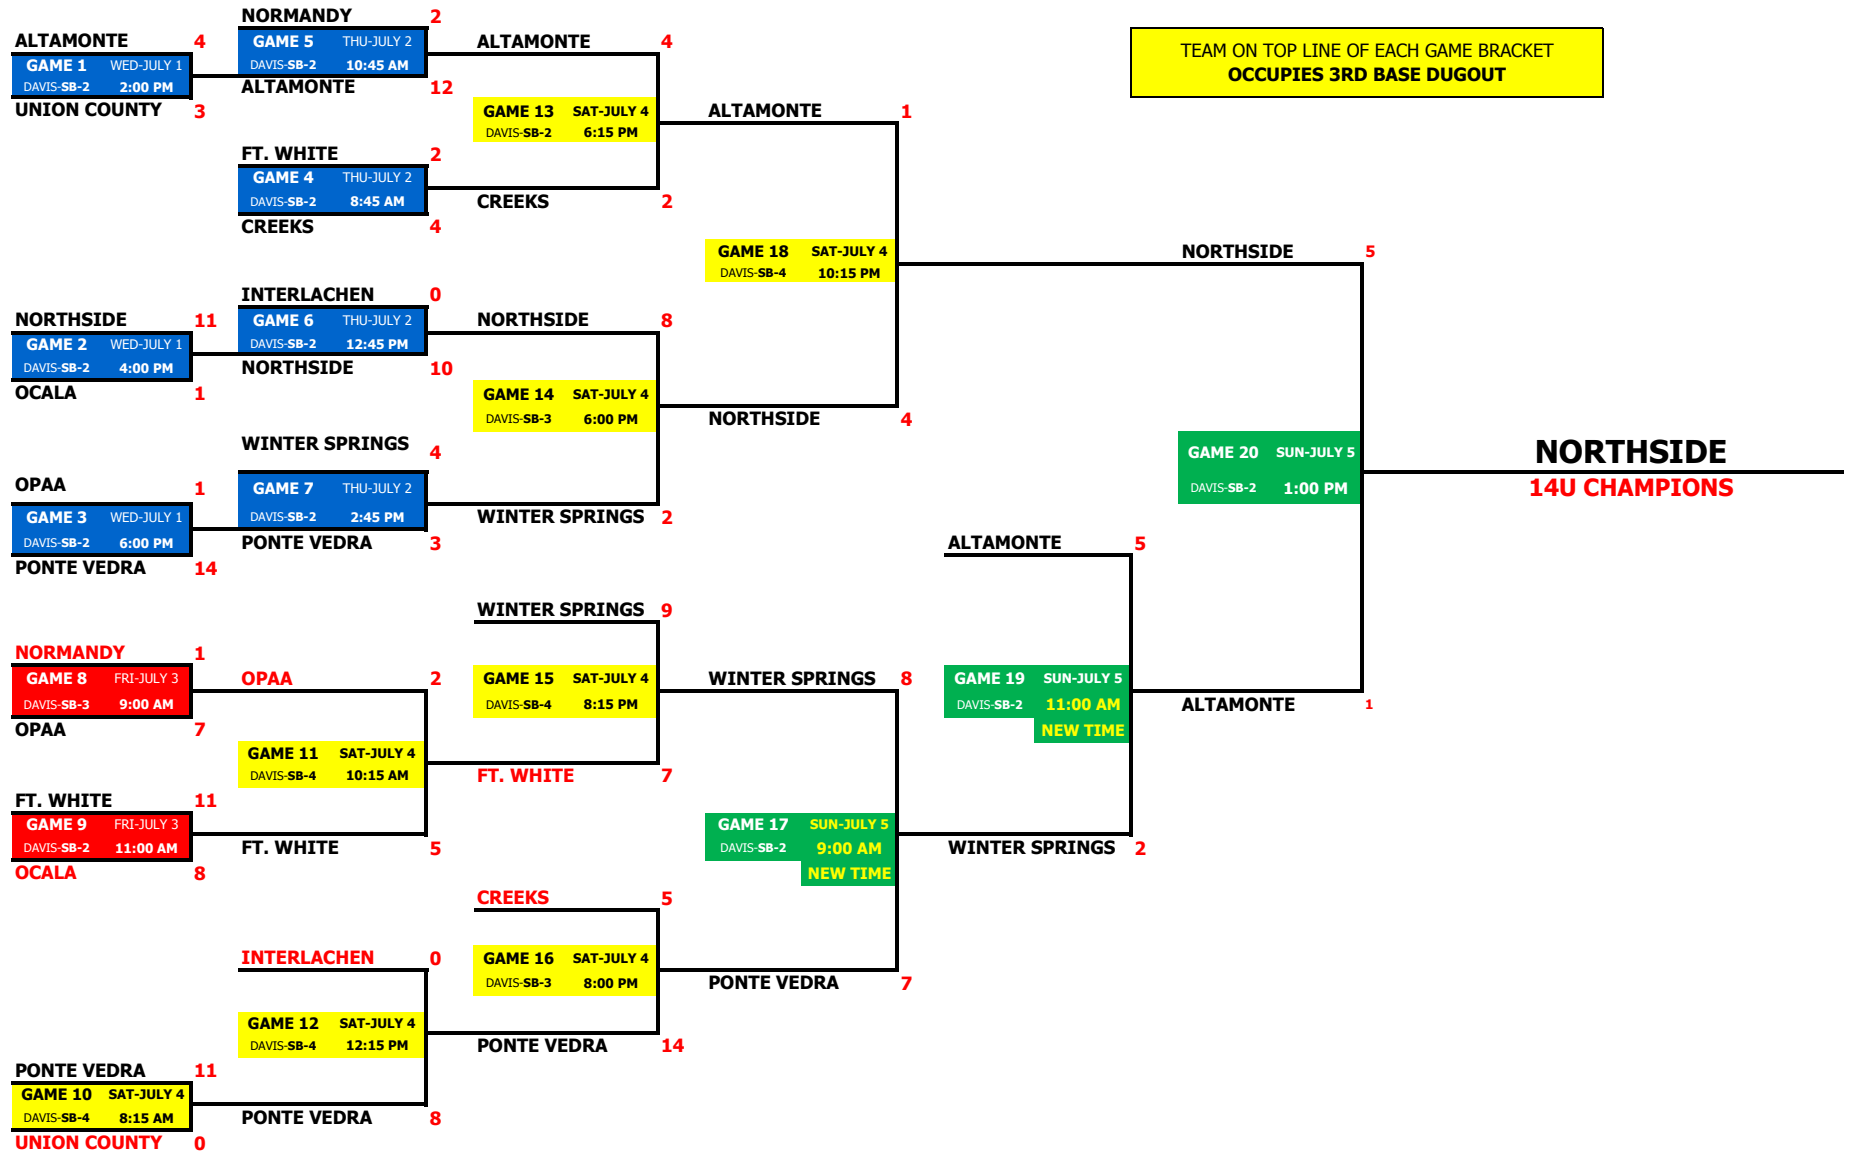 NORMANDY 2
ALTAMONTE 4
GAME 5 THU-JULY 2
DAVIS-SB-2 10:45 AM
ALTAMONTE 4
TEAM ON TOP LINE OF EACH GAME BRACKET
OCCUPIES 3RD BASE DUGOUT
GAME 1 WED-JULY 1
DAVIS-SB-2 2:00 PM
ALTAMONTE 12
UNION COUNTY 3
GAME 13 SAT-JULY 4
DAVIS-SB-2 6:15 PM
ALTAMONTE 1
FT. WHITE 2
GAME 4 THU-JULY 2
DAVIS-SB-2 8:45 AM
CREEKS 2
CREEKS 4
GAME 18 SAT-JULY 4
DAVIS-SB-4 10:15 PM
NORTHSIDE 5
INTERLACHEN 0
NORTHSIDE 11
GAME 6 THU-JULY 2
DAVIS-SB-2 12:45 PM
NORTHSIDE 8
GAME 2 WED-JULY 1
DAVIS-SB-2 4:00 PM
NORTHSIDE 10
OCALA 1
GAME 14 SAT-JULY 4
DAVIS-SB-3 6:00 PM
NORTHSIDE 4
WINTER SPRINGS 4
GAME 20 SUN-JULY 5
DAVIS-SB-2 1:00 PM
NORTHSIDE
14U CHAMPIONS
OPAA 1
GAME 7 THU-JULY 2
DAVIS-SB-2 2:45 PM
WINTER SPRINGS 2
GAME 3 WED-JULY 1
DAVIS-SB-2 6:00 PM
PONTE VEDRA 3
ALTAMONTE 5
PONTE VEDRA 14
WINTER SPRINGS 9
NORMANDY 1
GAME 8 FRI-JULY 3
DAVIS-SB-3 9:00 AM
OPAA 2
GAME 15 SAT-JULY 4
DAVIS-SB-4 8:15 PM
WINTER SPRINGS 8
GAME 19 SUN-JULY 5
DAVIS-SB-2 11:00 AM
NEW TIME
ALTAMONTE 1
OPAA 7
GAME 11 SAT-JULY 4
DAVIS-SB-4 10:15 AM
FT. WHITE 7
FT. WHITE 11
GAME 9 FRI-JULY 3
DAVIS-SB-2 11:00 AM
FT. WHITE 5
GAME 17 SUN-JULY 5
DAVIS-SB-2 9:00 AM
NEW TIME
WINTER SPRINGS 2
OCALA 8
CREEKS 5
INTERLACHEN 0
GAME 16 SAT-JULY 4
DAVIS-SB-3 8:00 PM
PONTE VEDRA 7
GAME 12 SAT-JULY 4
DAVIS-SB-4 12:15 PM
PONTE VEDRA 14
PONTE VEDRA 11
GAME 10 SAT-JULY 4
DAVIS-SB-4 8:15 AM
PONTE VEDRA 8
UNION COUNTY 0